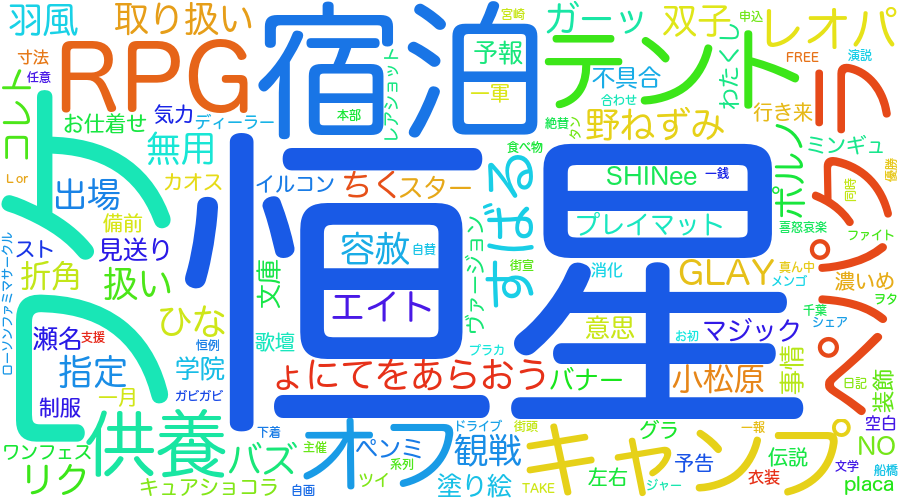 羽風
取り扱い
宿泊
宮崎
ガーッ
双子
申込
レオパ
寸法
任意
RPG
本部
レアショット
予報
一軍
テント
不具合
合わせ
わたくし
FREE
演説
コレト
お仕着せ
気力
ディーラー
無用
食べ物
絶賛
タン
野ねずみ
行き来
ミンギュ
ラワクペパ
優勝
同時
Lor
出場
カオス
イルコン
ちく
スター
すばる
SHINee
一銭
ポルノ
恒星
プレイマット
喜怒哀楽
ファイト
備前
見送り
スト
容赦
自賛
ヴァージョン
街宣
消化
GLAY
真ん中
メンゴ
濃いめ
ヲタ
折角
扱い
文庫
エイト
ローソンファミマサークル
瀬名
支援
ひな
恒例
歌壇
プラカ
意思
お初
マジック
千葉
シェア
指定
学院
ょにてをあらおう
バナー
小松原
事情
日記
装飾
制服
一月
ガビガビ
供養
下着
オフ
ドライブ
街頭
キャンプ
グラ
一報
空白
ワンフェス
バズ
主催
ペンミ
観戦
予告
伝説
NO
リク
系列
ツイ
左右
文学
船橋
キュアショコラ
自画
塗り絵
TAKE
ジャー
衣装
placa